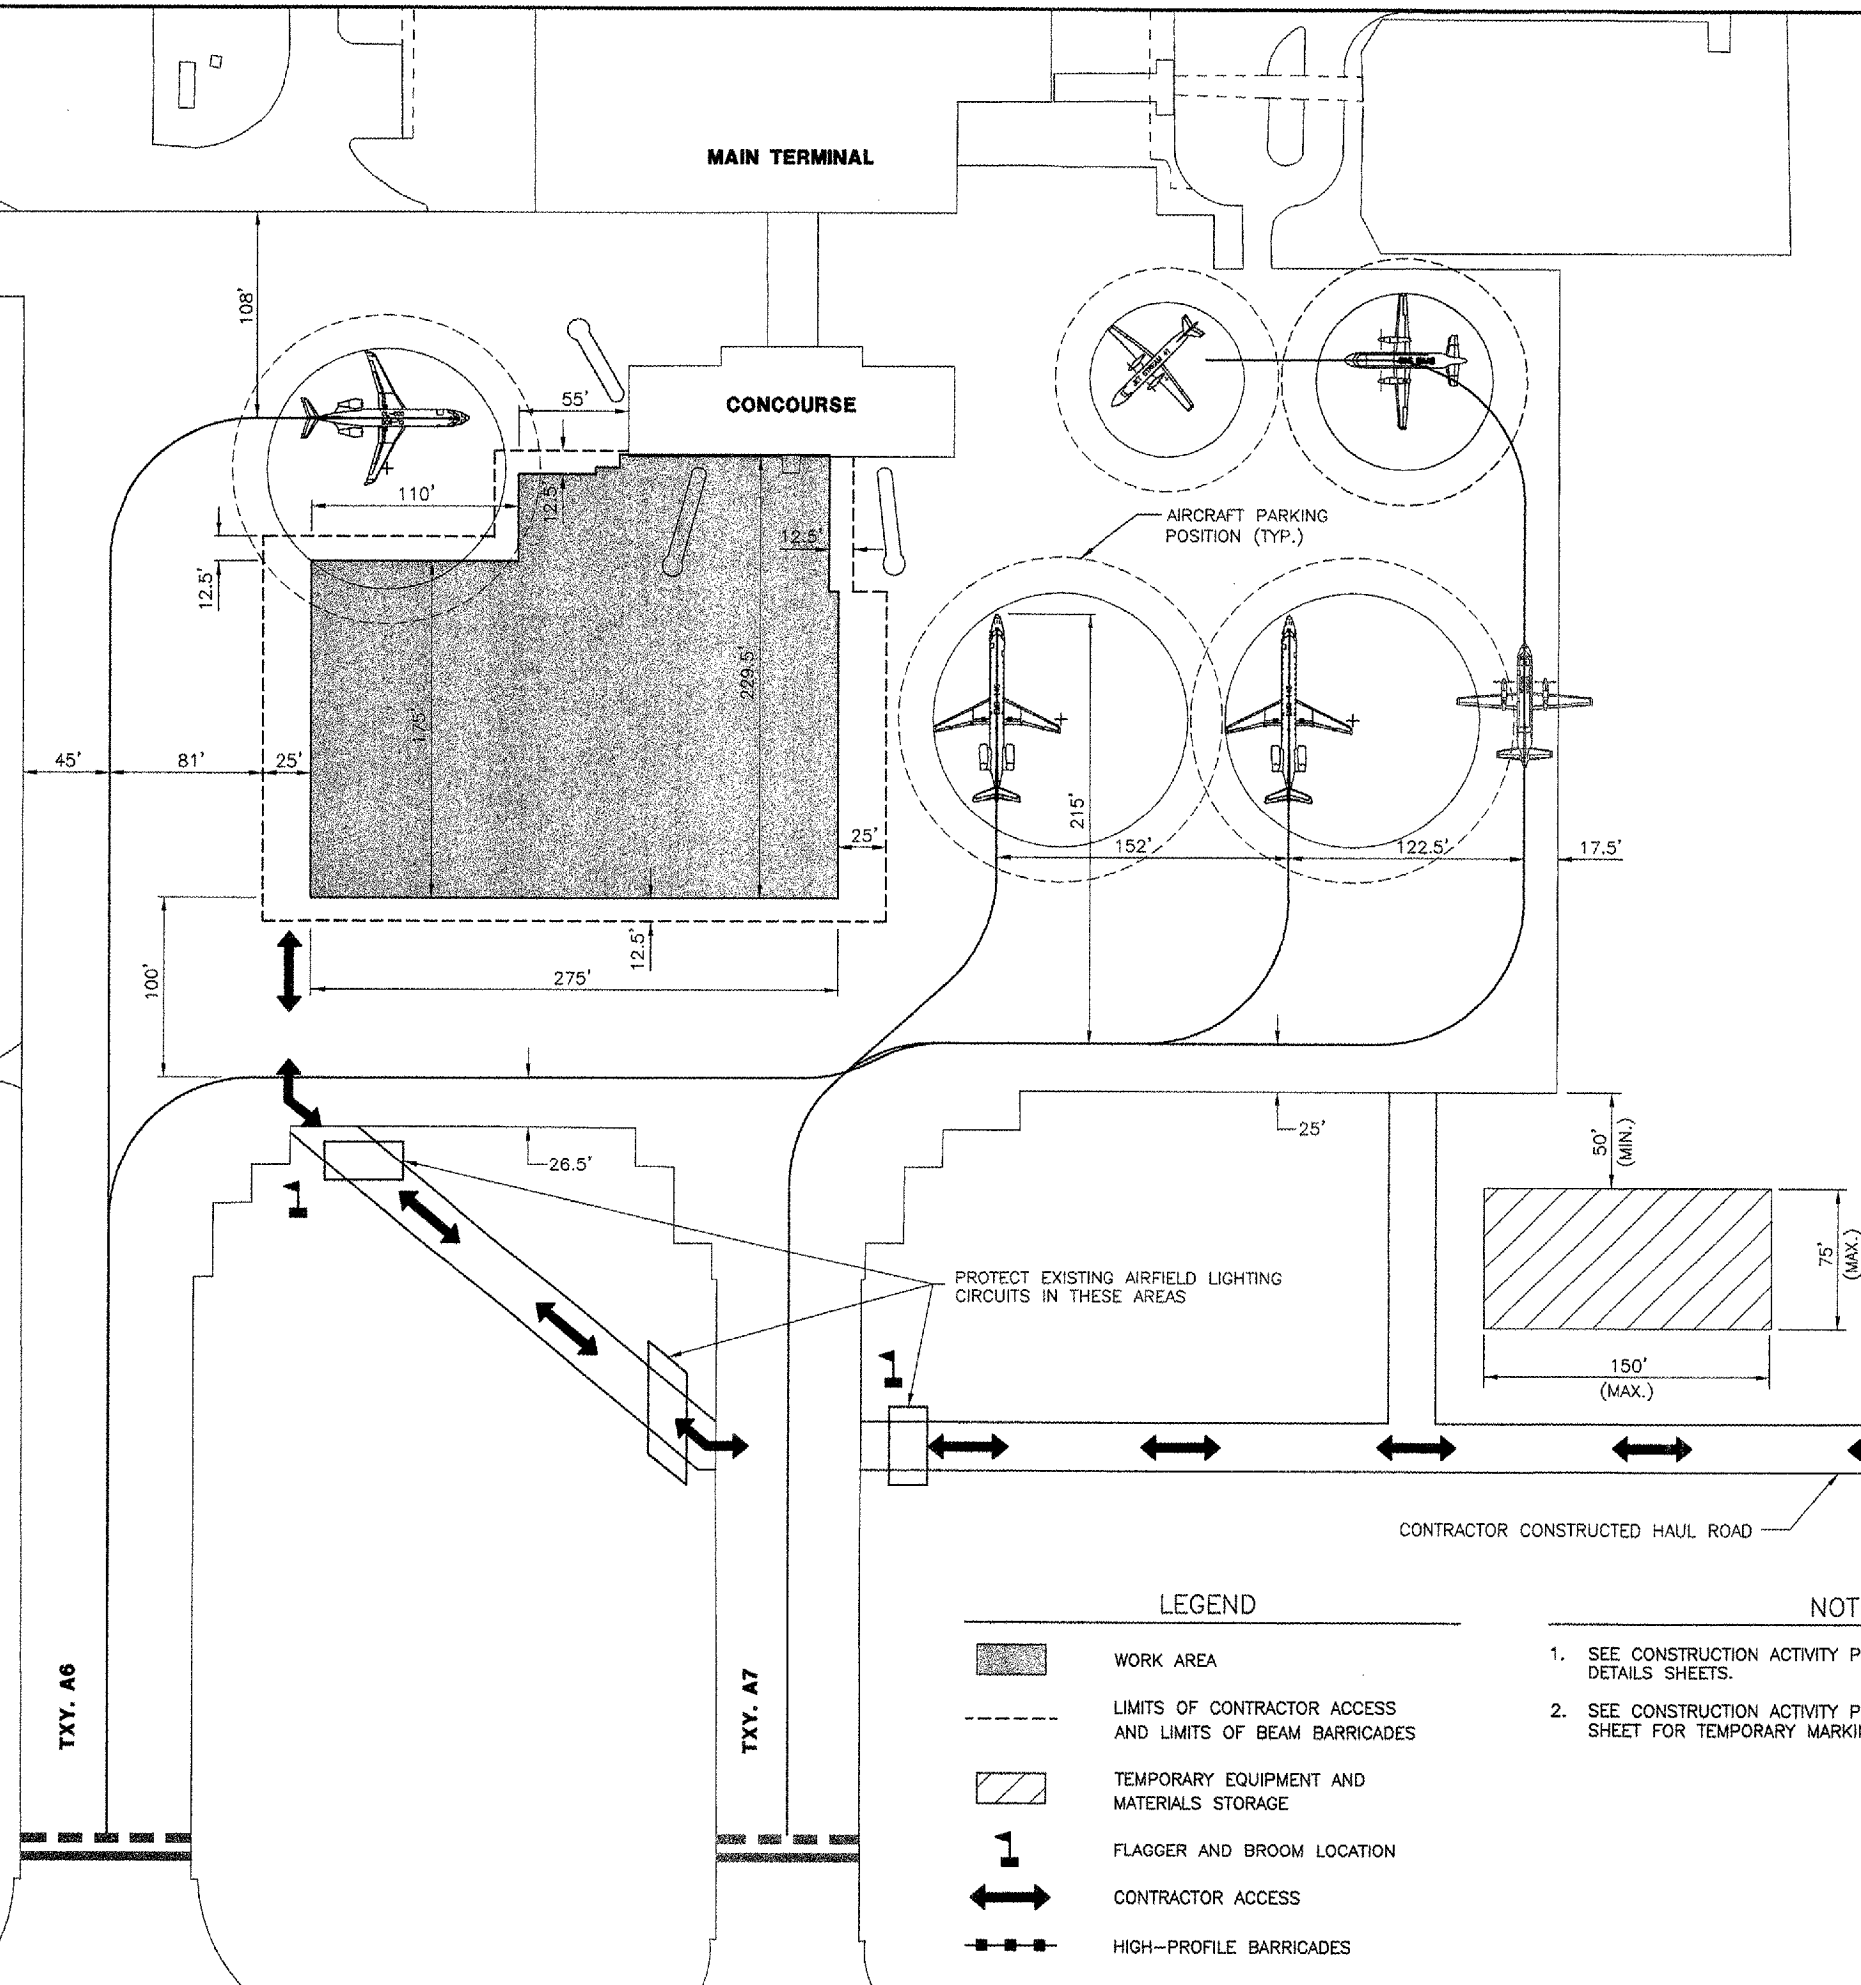 MAIN TERMINAL
108'
55'
CONCOURSE
110'
12.5'
12.5'
12.5'
AIRCRAFT PARKING
POSITION (TYP.)
175'
229.5'
45'
81'
25'
25'
215'
152'
122.5'
17.5'
100'
12.5'
275'
26.5'
25'
50'
(MIN.)
75'
(MAX.)
150'
(MAX.)
PROTECT EXISTING AIRFIELD LIGHTING
CIRCUITS IN THESE AREAS
CONTRACTOR CONSTRUCTED HAUL ROAD
TXY. A6
TXY. A7
LEGEND
WORK AREA
LIMITS OF CONTRACTOR ACCESS
AND LIMITS OF BEAM BARRICADES
TEMPORARY EQUIPMENT AND
MATERIALS STORAGE
FLAGGER AND BROOM LOCATION
CONTRACTOR ACCESS
HIGH-PROFILE BARRICADES
NOT
1. SEE CONSTRUCTION ACTIVITY P
DETAILS SHEETS.
2. SEE CONSTRUCTION ACTIVITY P
SHEET FOR TEMPORARY MARKI